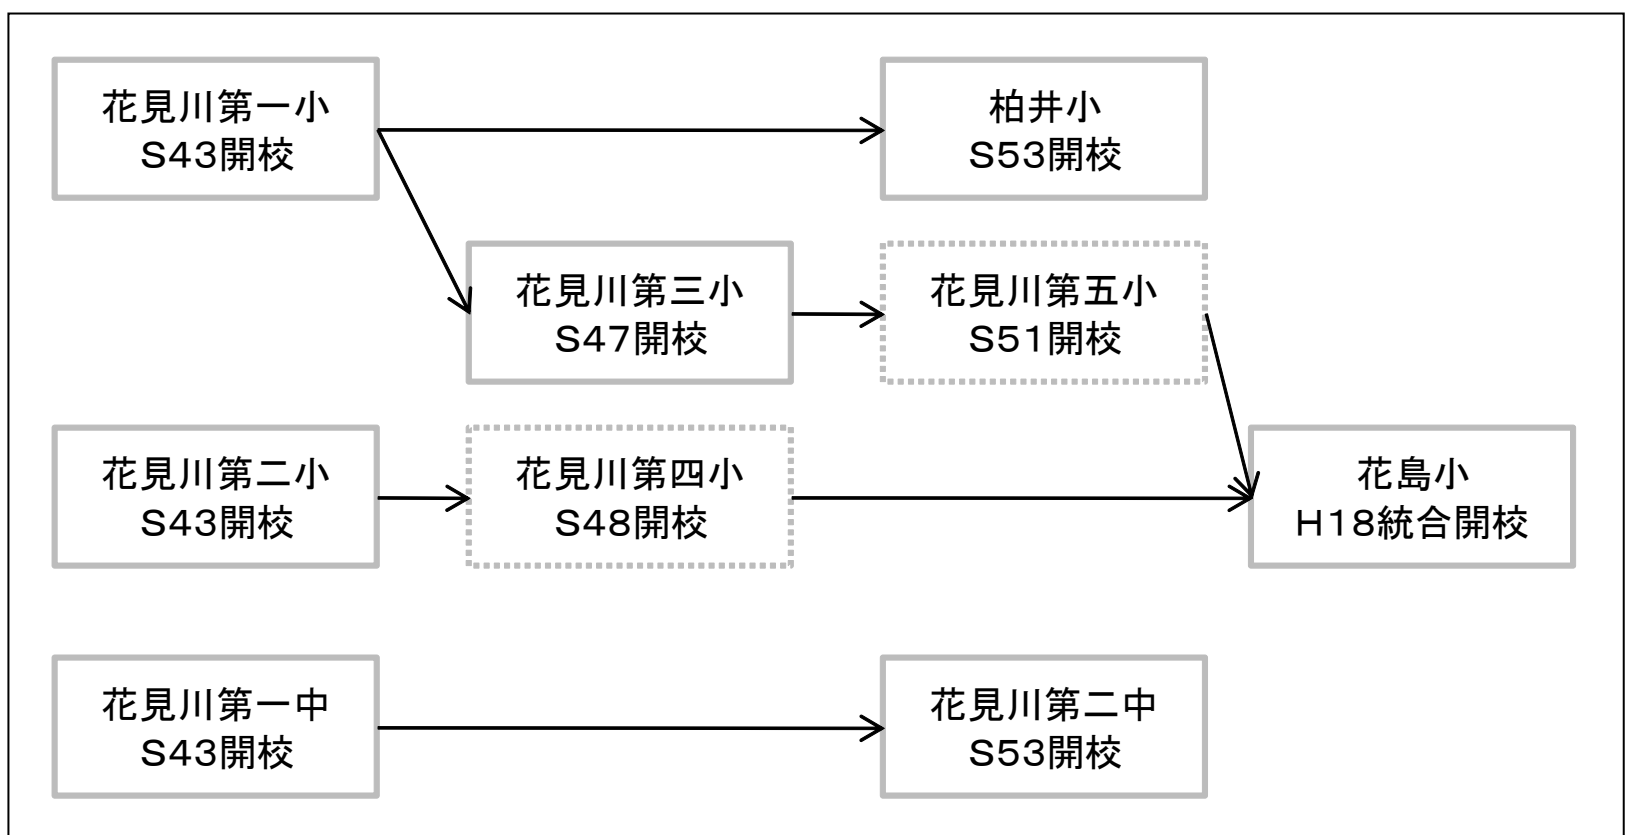 花見川第一小
S43開校
柏井小
S53開校
花見川第三小
S47開校
花見川第五小
S51開校
花見川第二小
S43開校
花見川第四小
S48開校
花島小
H18統合開校
花見川第一中
S43開校
花見川第二中
S53開校